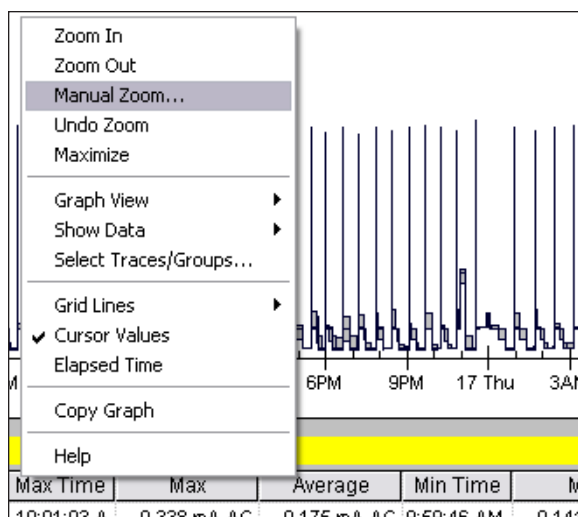 Zoom In
Zoom Out
Manual Zoom...
Undo Zoom
Maximize
Graph View
Show Data
Select Traces/Groups...
Grid Lines
Cursor Values
Elapsed Time
Copy Graph
Help
6PM 9PM 17 Thu
Max Time Max Average Min Time